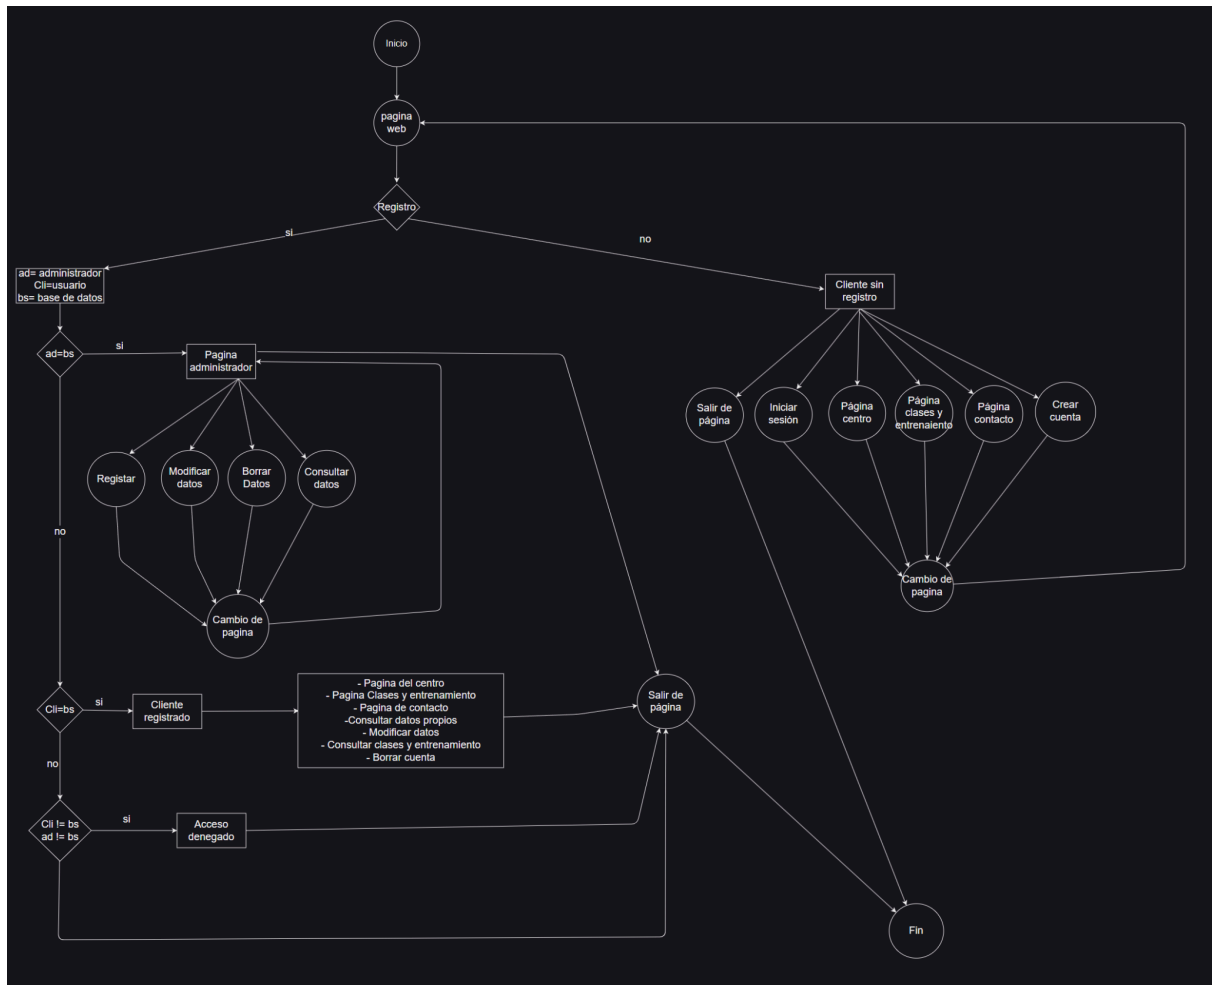 Inicio
pagina
web
Registro
si
no
ad= administrador
Cli=usuario
bs= base de datos
Cliente sin
registro
ad=bs
si
Pagina
administrador
Salir de
página
Iniciar
sesión
Página
centro
Página
clases y
entrenaiento
Página
contacto
Crear
cuenta
Registar
Modificar
datos
Borrar
Datos
Consultar
datos
no
Cambio de
pagina
Cambio de
pagina
Cli=bs
si
Cliente
registrado
- Pagina del centro
- Pagina Clases y entrenamiento
- Pagina de contacto
-Consultar datos propios
- Modificar datos
- Consultar clases y entrenamiento
- Borrar cuenta
Salir de
página
no
Cli != bs
ad != bs
si
Acceso
denegado
Fin